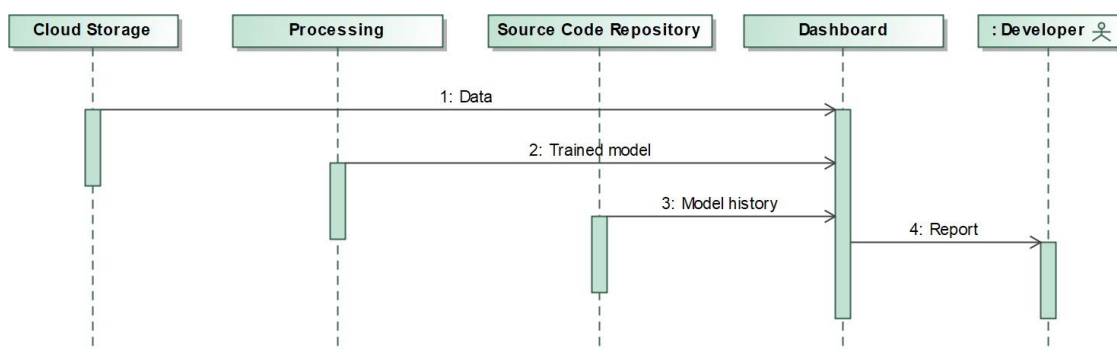 Cloud Storage
Processing
Source Code Repository
Dashboard
: Developer
1: Data
2: Trained model
3: Model history
4: Report